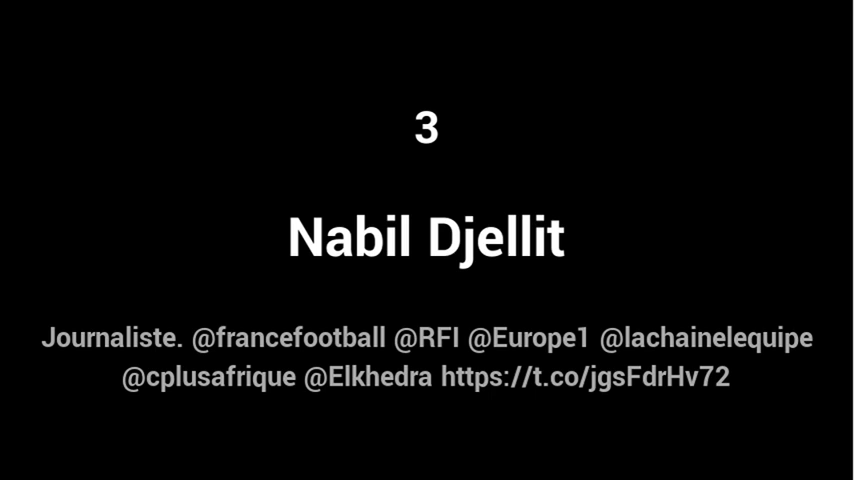 3
Nabil Djellit
Journaliste. @francefootball @RFI @Europe1 @lachainelequipe
@cplusafrique @Elkhedra https://t.co/jgsFdrHv72